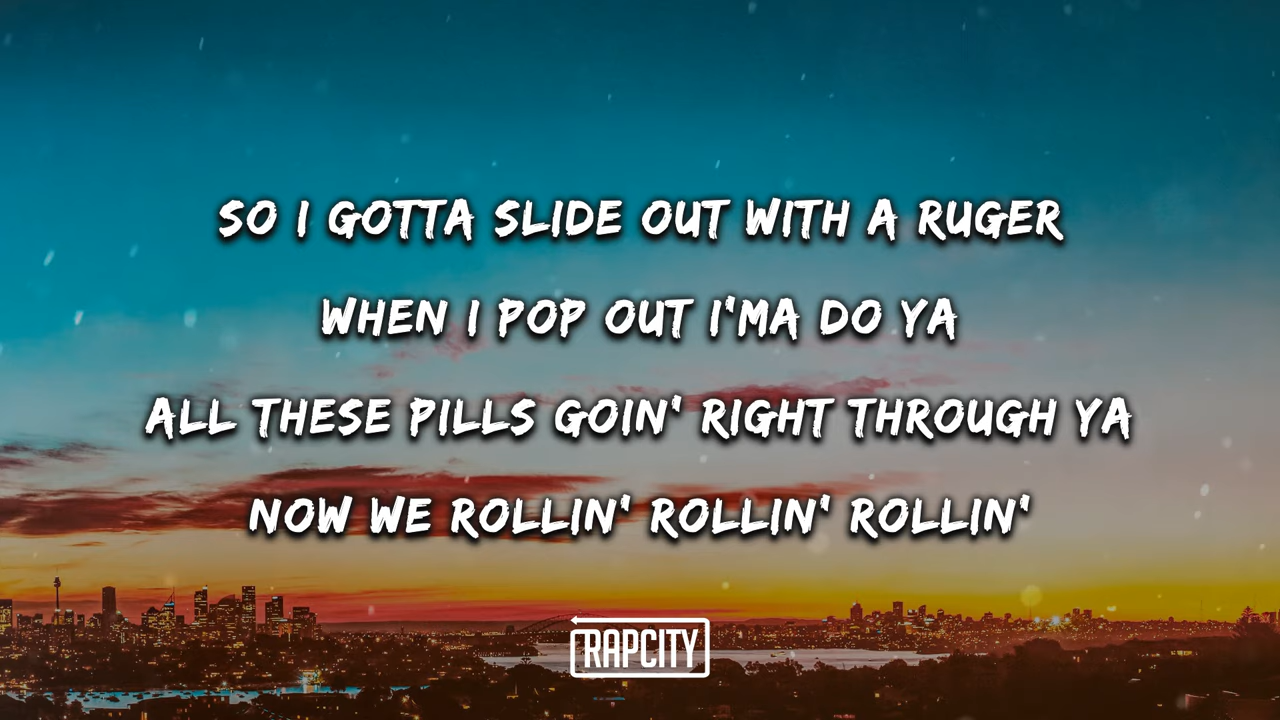 SO I GOTTA SLIDE OUT WITH A RUGER
WHEN I POP OUT I'MA DO YA
ALL THESE PILLS GOIN' RIGHT THROUGH YA
NOW WE ROLLIN' ROLLIN' ROLLIN'
RAPCITY